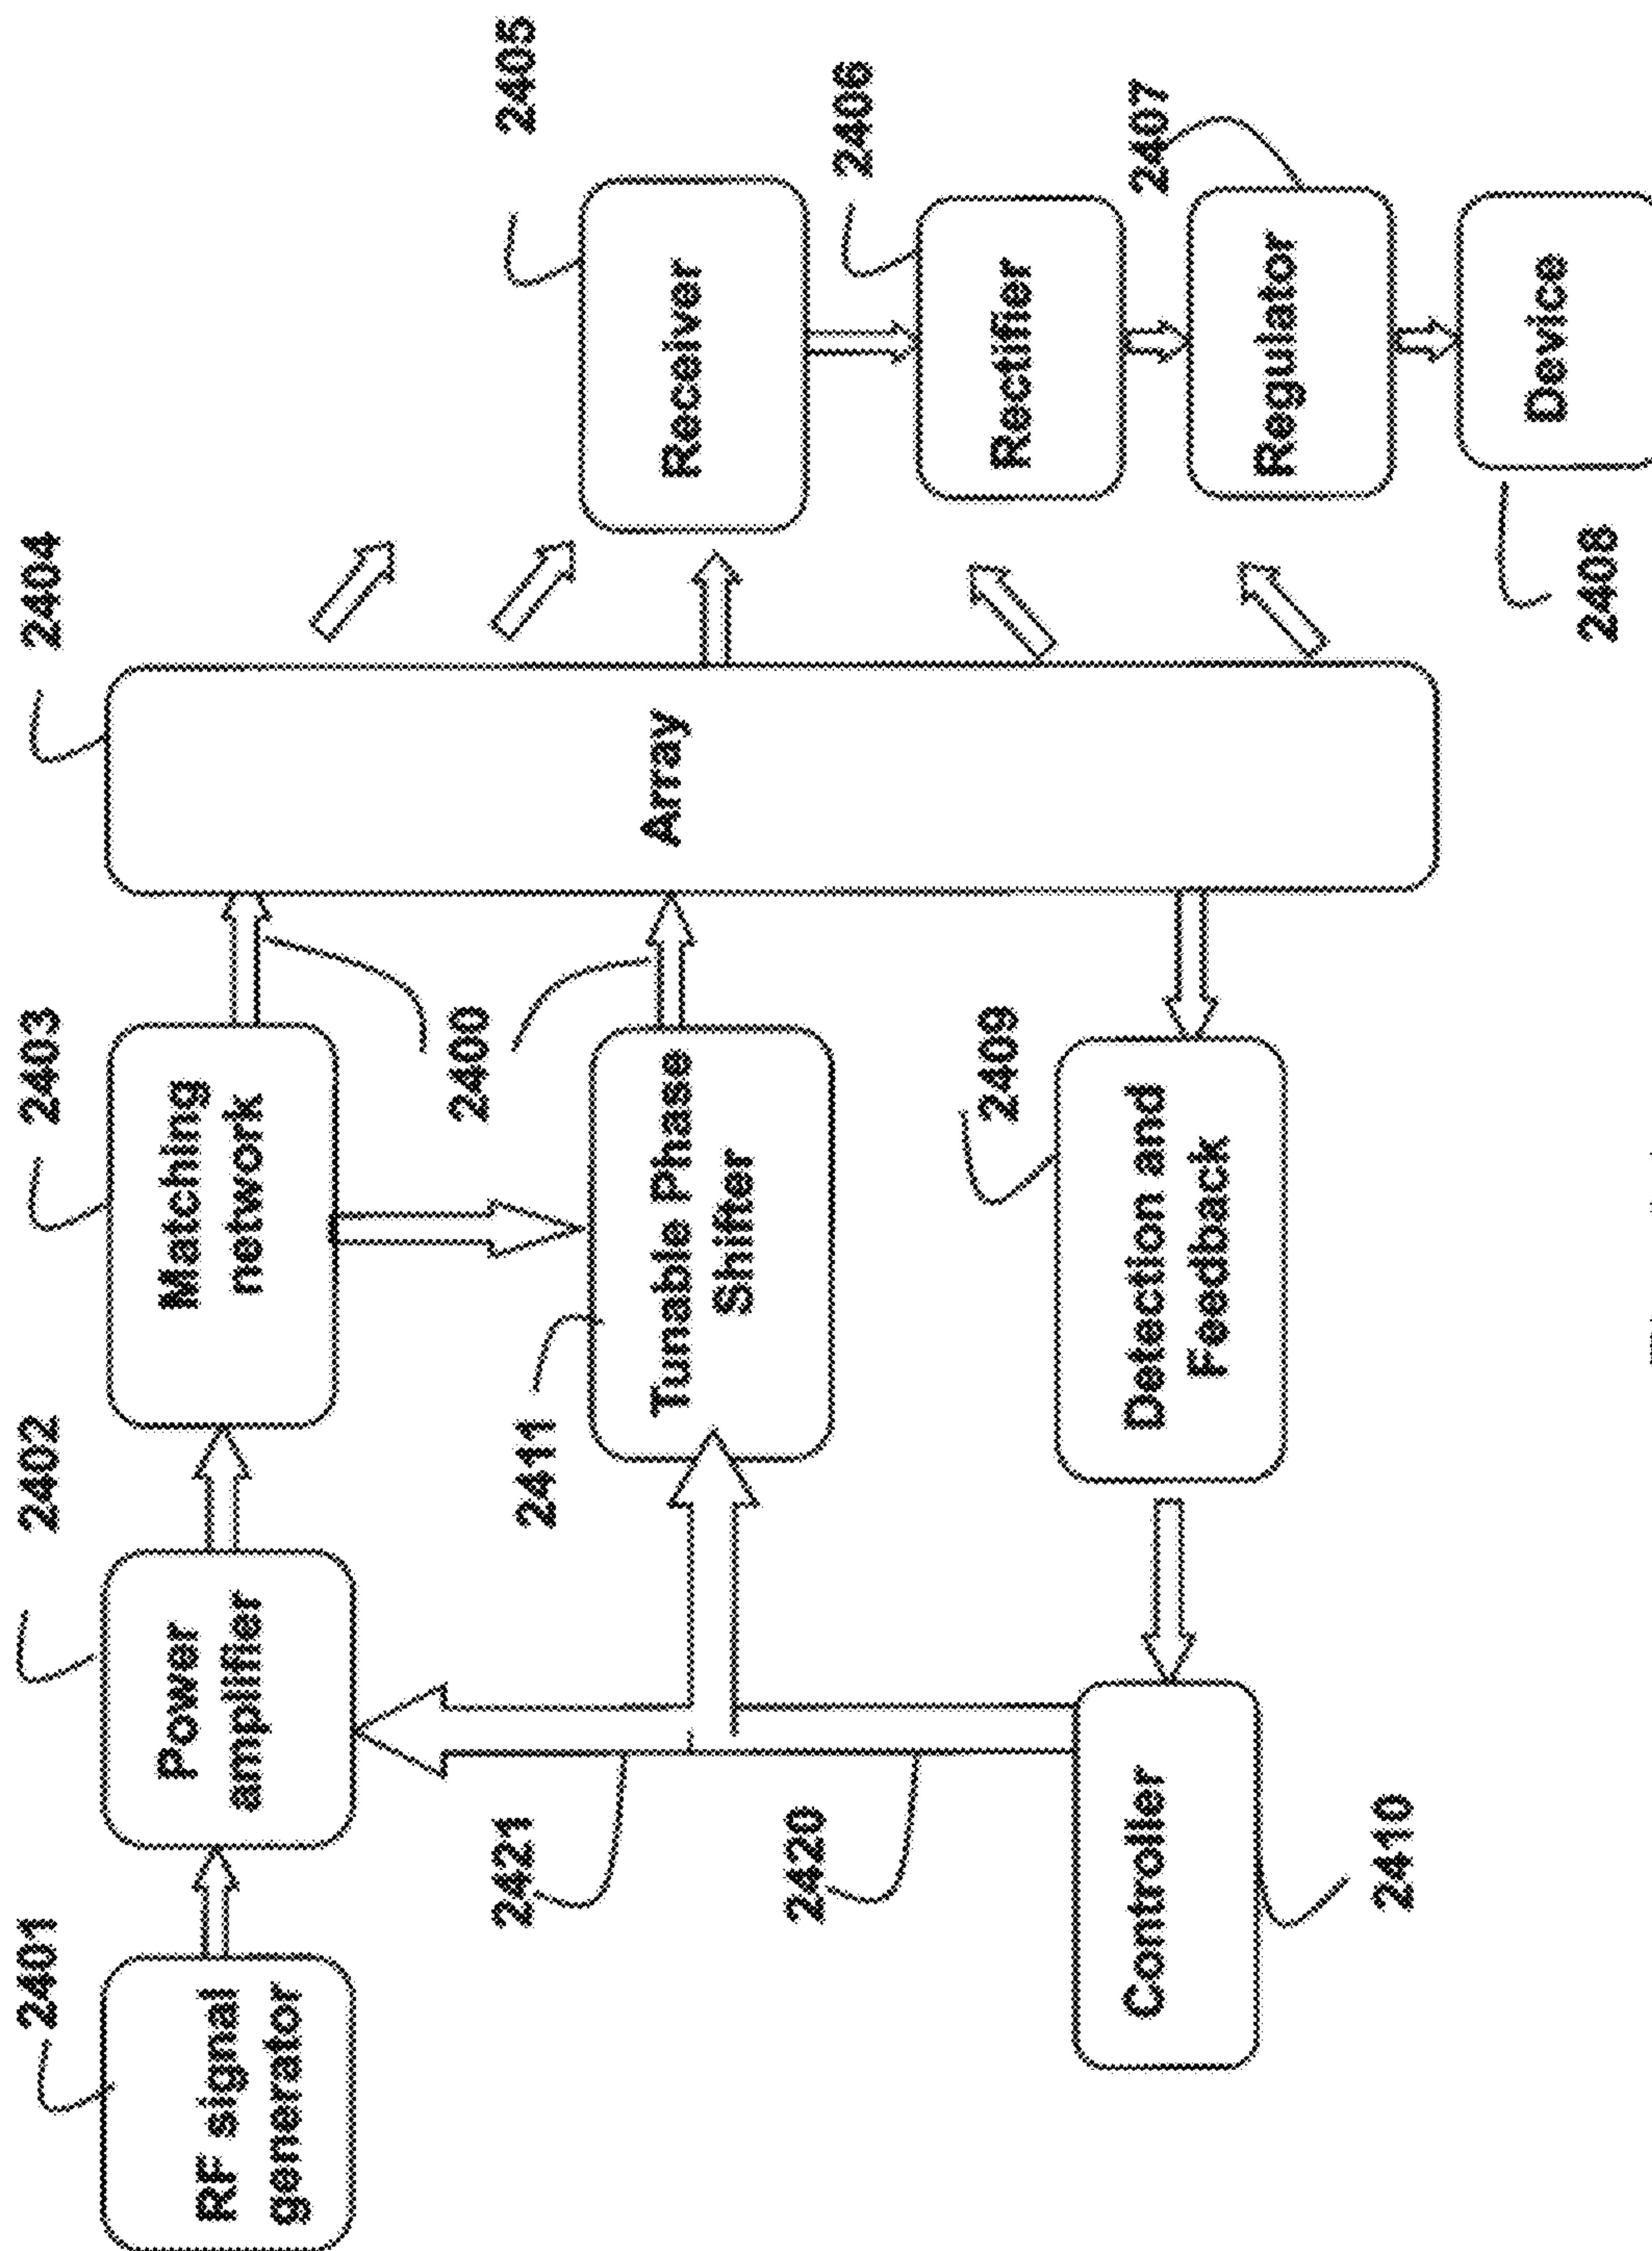 2401
RF signal
generator
2402
Power
amplifier
2403
Matching
network
2404
Array
2405
Receiver
2406
Rectifier
2407
Regulator
Device
2408
2400
2411
Tunable Phase
Shifter
2409
Detection and
Feedback
2421
2420
Controller
2410